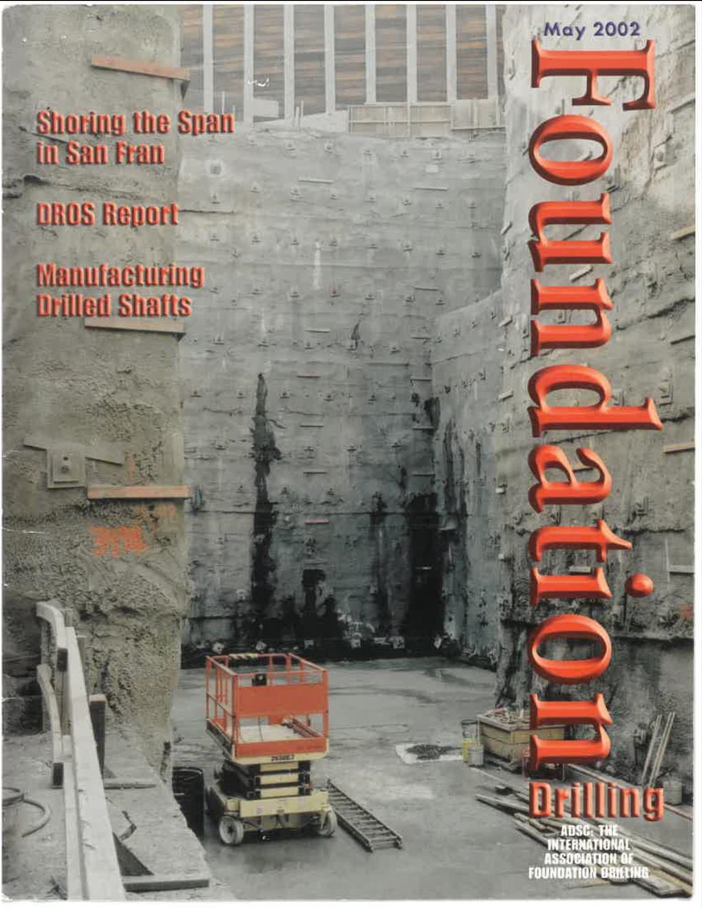 May 2002
Foundation
Drilling
Shoring the Span
in San Fran
DROS Report
Manufacturing
Drilled Shafts
ADSC: THE
INTERNATIONAL
ASSOCIATION OF
FOUNDATION DRILLING